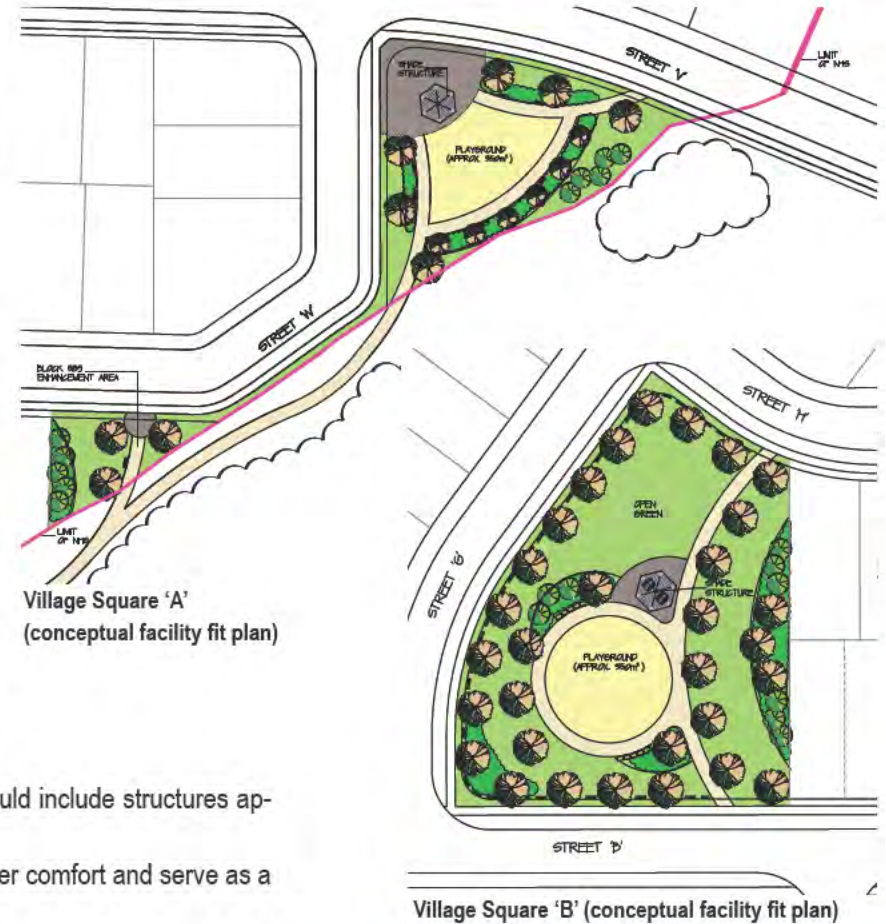 STREET 'V'
LIMIT
OF NHS
SHADE
STRUCTURE
PLAYGROUND
STREET 'W'
ENHANCEMENT AREA
LIMIT
OF NHS
Village Square ‘A’
(conceptual facility fit plan)
STREET 'H'
OPEN
GREEN
STREET 'G'
SHADE
STRUCTURE
PLAYGROUND
STREET 'B'
Village Square ‘B’ (conceptual facility fit plan)
uld include structures ap-
er comfort and serve as a